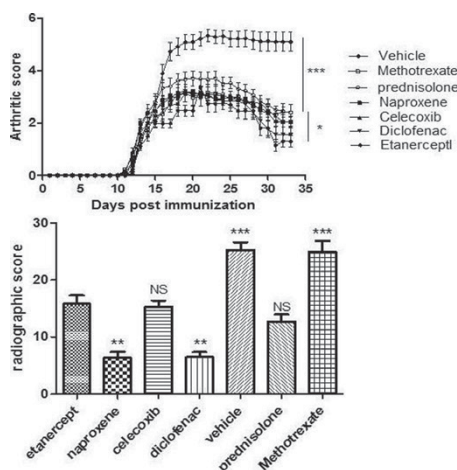 6
4
2
0
Arthritic score
0 5 10 15 20 25 30 35
Days post immunization
***
*
Vehicle
Methotrexate
prednisolone
Naproxene
Celecoxib
Diclofenac
Etanerceptl
30
20
10
0
radiographic score
** NS ** *** NS ***
etanercept
naproxene
celecoxib
diclofenac
vehicle
prednisolone
Methotrexate